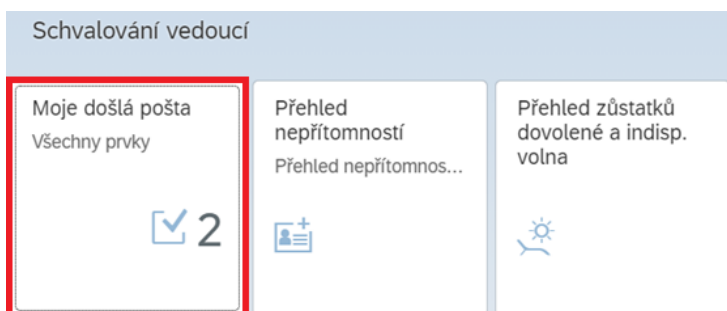 Schvalování vedoucí
Moje došlá pošta
Všechny prvky
2
Přehled
nepřítomností
Přehled nepřítomnos...
Přehled zůstatků
dovolené a indisp.
volna